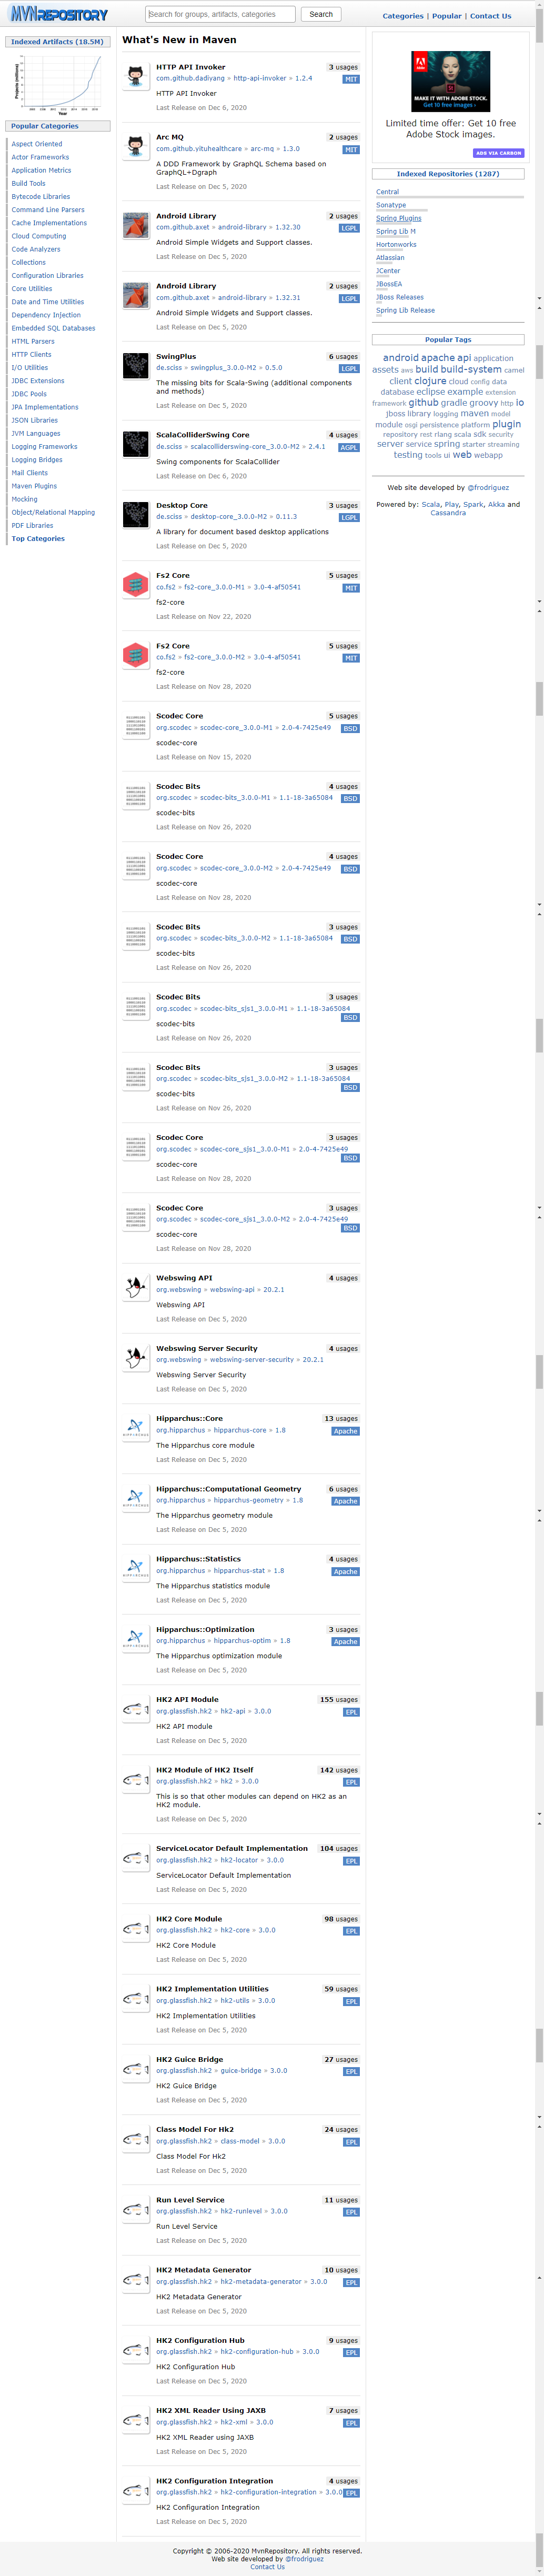 MVNREPOSITORY
Search for groups, artifacts, categories
Search
Categories | Popular | Contact Us
Indexed Artifacts (18.5M)
Projects (millions)
Year
Popular Categories
Aspect Oriented
Actor Frameworks
Application Metrics
Build Tools
Bytecode Libraries
Command Line Parsers
Cache Implementations
Cloud Computing
Code Analyzers
Collections
Configuration Libraries
Core Utilities
Date and Time Utilities
Dependency Injection
Embedded SQL Databases
HTML Parsers
HTTP Clients
I/O Utilities
JDBC Extensions
JDBC Pools
JPA Implementations
JSON Libraries
JVM Languages
Logging Frameworks
Logging Bridges
Mail Clients
Maven Plugins
Mocking
Object/Relational Mapping
PDF Libraries
Top Categories
What's New in Maven
HTTP API Invoker 3 usages
com.github.dadiyang » http-api-invoker » 1.2.4 MIT
HTTP API Invoker
Last Release on Dec 6, 2020
Arc MQ 2 usages
com.github.yituhealthcare » arc-mq » 1.3.0 MIT
A DDD Framework by GraphQL Schema based on
GraphQL+Dgraph
Last Release on Dec 5, 2020
Android Library 2 usages
com.github.axet » android-library » 1.32.30 LGPL
Android Simple Widgets and Support classes.
Last Release on Dec 5, 2020
Android Library 2 usages
com.github.axet » android-library » 1.32.31 LGPL
Android Simple Widgets and Support classes.
Last Release on Dec 5, 2020
SwingPlus 6 usages
de.sciss » swingplus_3.0.0-M2 » 0.5.0 LGPL
The missing bits for Scala-Swing (additional components
and methods)
Last Release on Dec 5, 2020
ScalaColliderSwing Core 4 usages
de.sciss » scalacolliderswing-core_3.0.0-M2 » 2.4.1 AGPL
Swing components for ScalaCollider
Last Release on Dec 5, 2020
Desktop Core 3 usages
de.sciss » desktop-core_3.0.0-M2 » 0.11.3 LGPL
A library for document based desktop applications
Last Release on Dec 5, 2020
Fs2 Core 5 usages
co.fs2 » fs2-core_3.0.0-M1 » 3.0-4-af50541 MIT
fs2-core
Last Release on Nov 22, 2020
Fs2 Core 5 usages
co.fs2 » fs2-core_3.0.0-M2 » 3.0-4-af50541 MIT
fs2-core
Last Release on Nov 28, 2020
Scodec Core 5 usages
org.scodec » scodec-core_3.0.0-M1 » 2.0-4-7425e49 BSD
scodec-core
Last Release on Nov 15, 2020
Scodec Bits 4 usages
org.scodec » scodec-bits_3.0.0-M1 » 1.1-18-3a65084 BSD
scodec-bits
Last Release on Nov 26, 2020
Scodec Core 4 usages
org.scodec » scodec-core_3.0.0-M2 » 2.0-4-7425e49 BSD
scodec-core
Last Release on Nov 28, 2020
Scodec Bits 3 usages
org.scodec » scodec-bits_3.0.0-M2 » 1.1-18-3a65084 BSD
scodec-bits
Last Release on Nov 26, 2020
Scodec Bits 3 usages
org.scodec » scodec-bits_sjs1_3.0.0-M1 » 1.1-18-3a65084
BSD
scodec-bits
Last Release on Nov 26, 2020
Scodec Bits 3 usages
org.scodec » scodec-bits_sjs1_3.0.0-M2 » 1.1-18-3a65084
BSD
scodec-bits
Last Release on Nov 26, 2020
Scodec Core 3 usages
org.scodec » scodec-core_sjs1_3.0.0-M1 » 2.0-4-7425e49
BSD
scodec-core
Last Release on Nov 28, 2020
Scodec Core 3 usages
org.scodec » scodec-core_sjs1_3.0.0-M2 » 2.0-4-7425e49
BSD
scodec-core
Last Release on Nov 28, 2020
Webswing API 4 usages
org.webswing » webswing-api » 20.2.1
Webswing API
Last Release on Dec 5, 2020
Webswing Server Security 4 usages
org.webswing » webswing-server-security » 20.2.1
Webswing Server Security
Last Release on Dec 5, 2020
Hipparchus::Core 13 usages
org.hipparchus » hipparchus-core » 1.8 Apache
The Hipparchus core module
Last Release on Dec 5, 2020
Hipparchus::Computational Geometry 6 usages
org.hipparchus » hipparchus-geometry » 1.8 Apache
The Hipparchus geometry module
Last Release on Dec 5, 2020
Hipparchus::Statistics 4 usages
org.hipparchus » hipparchus-stat » 1.8 Apache
The Hipparchus statistics module
Last Release on Dec 5, 2020
Hipparchus::Optimization 3 usages
org.hipparchus » hipparchus-optim » 1.8 Apache
The Hipparchus optimization module
Last Release on Dec 5, 2020
HK2 API Module 155 usages
org.glassfish.hk2 » hk2-api » 3.0.0 EPL
HK2 API module
Last Release on Dec 5, 2020
HK2 Module of HK2 Itself 142 usages
org.glassfish.hk2 » hk2 » 3.0.0 EPL
This is so that other modules can depend on HK2 as an
HK2 module.
Last Release on Dec 5, 2020
ServiceLocator Default Implementation 104 usages
org.glassfish.hk2 » hk2-locator » 3.0.0 EPL
ServiceLocator Default Implementation
Last Release on Dec 5, 2020
HK2 Core Module 98 usages
org.glassfish.hk2 » hk2-core » 3.0.0 EPL
HK2 Core Module
Last Release on Dec 5, 2020
HK2 Implementation Utilities 59 usages
org.glassfish.hk2 » hk2-utils » 3.0.0 EPL
HK2 Implementation Utilities
Last Release on Dec 5, 2020
HK2 Guice Bridge 27 usages
org.glassfish.hk2 » guice-bridge » 3.0.0 EPL
HK2 Guice Bridge
Last Release on Dec 5, 2020
Class Model For Hk2 24 usages
org.glassfish.hk2 » class-model » 3.0.0 EPL
Class Model For Hk2
Last Release on Dec 5, 2020
Run Level Service 11 usages
org.glassfish.hk2 » hk2-runlevel » 3.0.0 EPL
Run Level Service
Last Release on Dec 5, 2020
HK2 Metadata Generator 10 usages
org.glassfish.hk2 » hk2-metadata-generator » 3.0.0 EPL
HK2 Metadata Generator
Last Release on Dec 5, 2020
HK2 Configuration Hub 9 usages
org.glassfish.hk2 » hk2-configuration-hub » 3.0.0 EPL
HK2 Configuration Hub
Last Release on Dec 5, 2020
HK2 XML Reader Using JAXB 7 usages
org.glassfish.hk2 » hk2-xml » 3.0.0 EPL
HK2 XML Reader using JAXB
Last Release on Dec 5, 2020
HK2 Configuration Integration 4 usages
org.glassfish.hk2 » hk2-configuration-integration » 3.0.0 EPL
HK2 Configuration Integration
Last Release on Dec 5, 2020
Adobe
MAKE IT WITH ADOBE STOCK.
Get 10 free images ›
Limited time offer: Get 10 free
Adobe Stock images.
ADS VIA CARBON
Indexed Repositories (1287)
Central
Sonatype
Spring Plugins
Spring Lib M
Hortonworks
Atlassian
JCenter
JBossEA
JBoss Releases
Spring Lib Release
Popular Tags
android apache api application
assets aws build build-system camel
client clojure cloud config data
database eclipse example extension
framework github gradle groovy http io
jboss library logging maven model
module osgi persistence platform plugin
repository rest rlang scala sdk security
server service spring starter streaming
testing tools ui web webapp
Web site developed by @frodriguez
Powered by: Scala, Play, Spark, Akka and
Cassandra
Copyright © 2006-2020 MvnRepository. All rights reserved.
Web site developed by @frodriguez
Contact Us